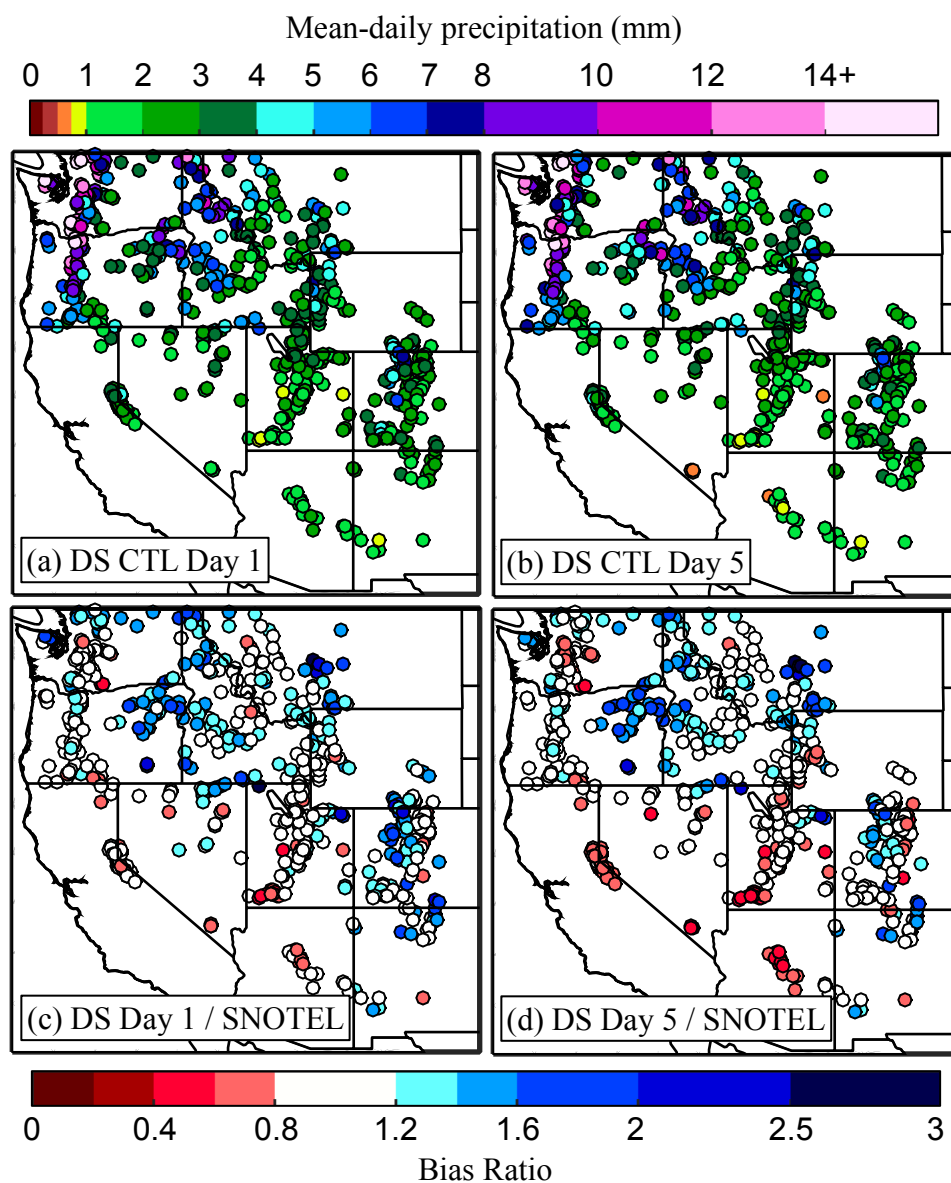 Mean-daily precipitation (mm)
0 1 2 3 4 5 6 7 8 10 12 14+
(a) DS CTL Day 1
(b) DS CTL Day 5
(c) DS Day 1 / SNOTEL
(d) DS Day 5 / SNOTEL
0 0.4 0.8 1.2 1.6 2 2.5 3
Bias Ratio